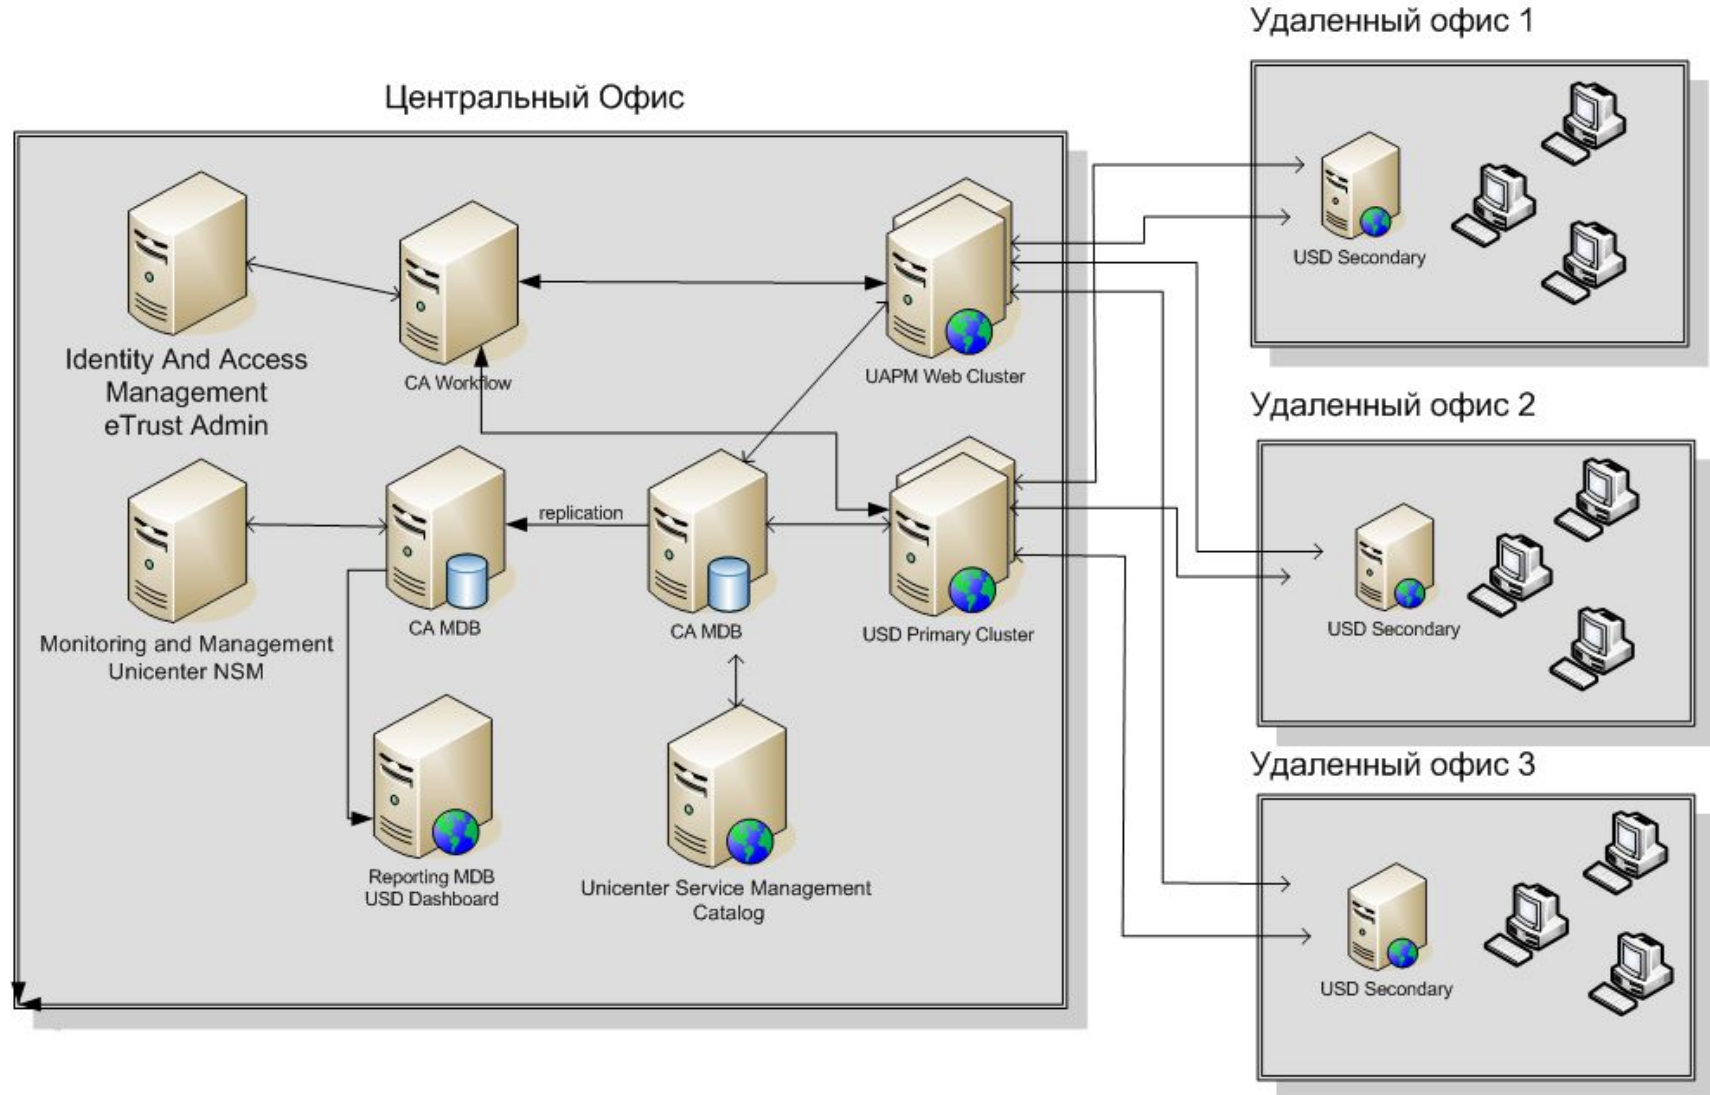 Удаленный офис 1
Центральный Офис
USD Secondary
Identity And Access
Management
eTrust Admin
CA Workflow
UAPM Web Cluster
Удаленный офис 2
replication
CA MDB
CA MDB
USD Primary Cluster
USD Secondary
Monitoring and Management
Unicenter NSM
Удаленный офис 3
Reporting MDB
USD Dashboard
Unicenter Service Management
Catalog
USD Secondary